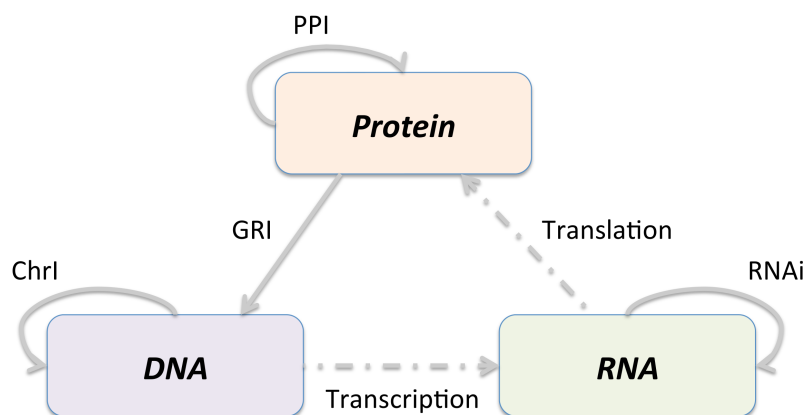 PPI
Protein
GRI
Translation
ChrI
RNAi
DNA
RNA
Transcription